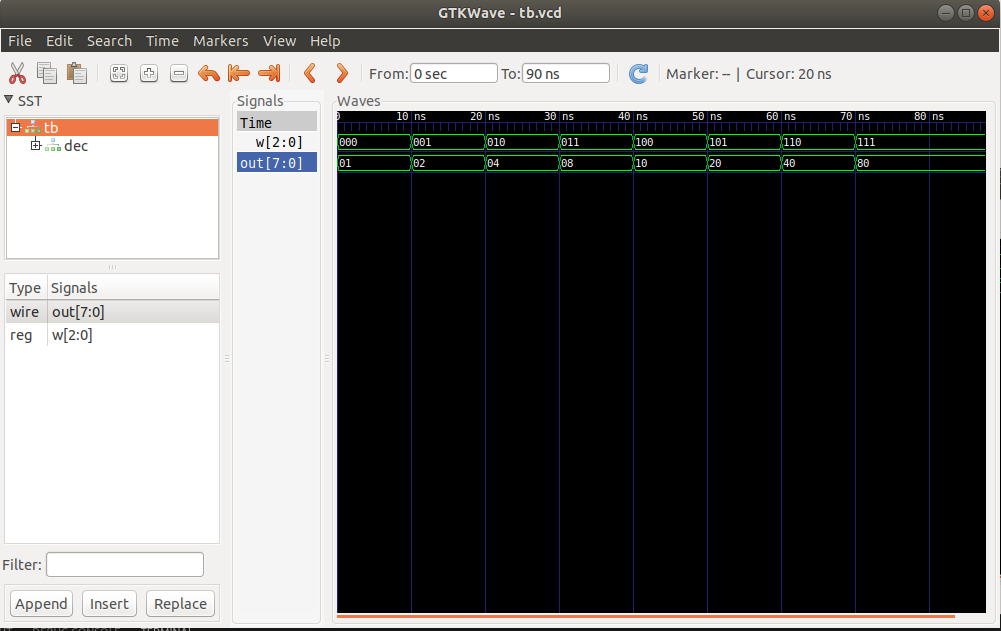 GTKWave - tb.vcd
File Edit Search Time Markers View Help
From: 0 sec To: 90 ns Marker: -- | Cursor: 20 ns
SST
tb
dec
Type Signals
wire out[7:0]
reg w[2:0]
Filter:
Append Insert Replace
Signals
Time
w[2:0]
out[7:0]
Waves
0 10 ns 20 ns 30 ns 40 ns 50 ns 60 ns 70 ns 80 ns
000 001 010 011 100 101 110 111
01 02 04 08 10 20 40 80